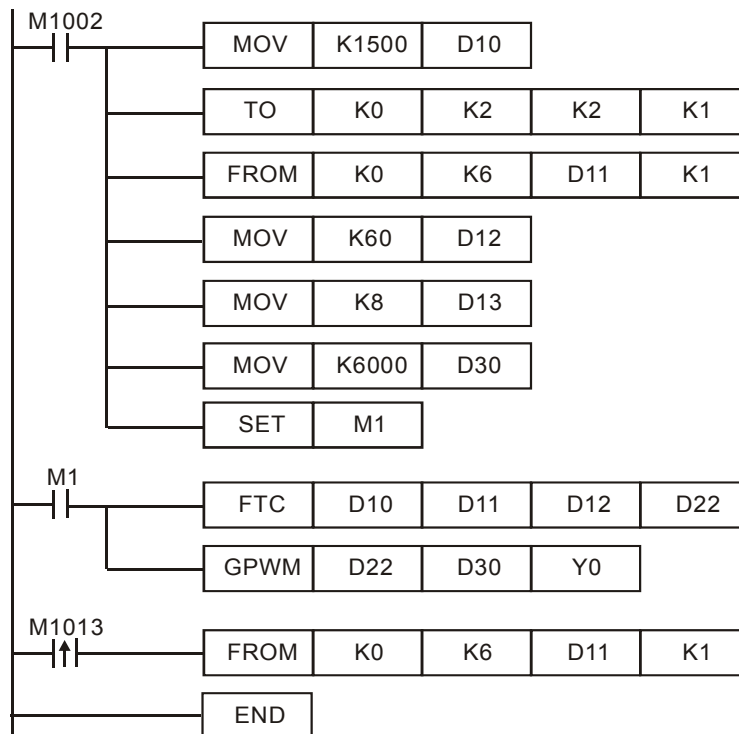 M1002
MOV K1500 D10
TO K0 K2 K2 K1
FROM K0 K6 D11 K1
MOV K60 D12
MOV K8 D13
MOV K6000 D30
SET M1
M1
FTC D10 D11 D12 D22
GPWM D22 D30 Y0
M1013
FROM K0 K6 D11 K1
END